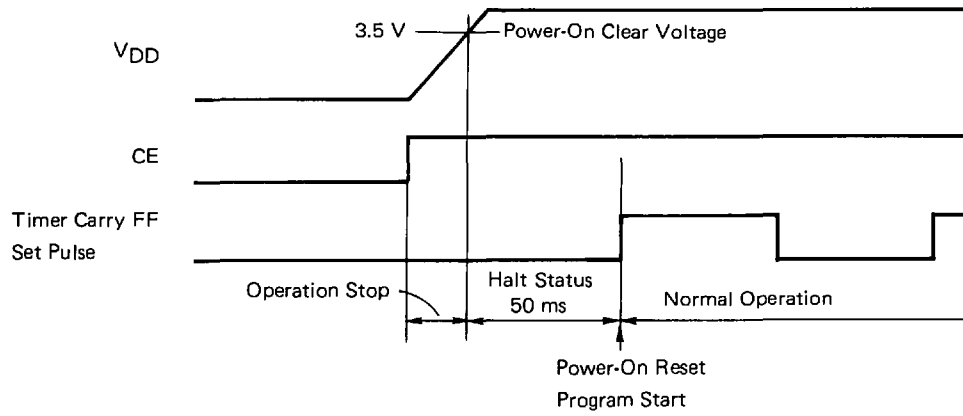 3.5 V
Power-On Clear Voltage
VDD
CE
Timer Carry FF
Set Pulse
Operation Stop
Halt Status
50 ms
Normal Operation
Power-On Reset
Program Start